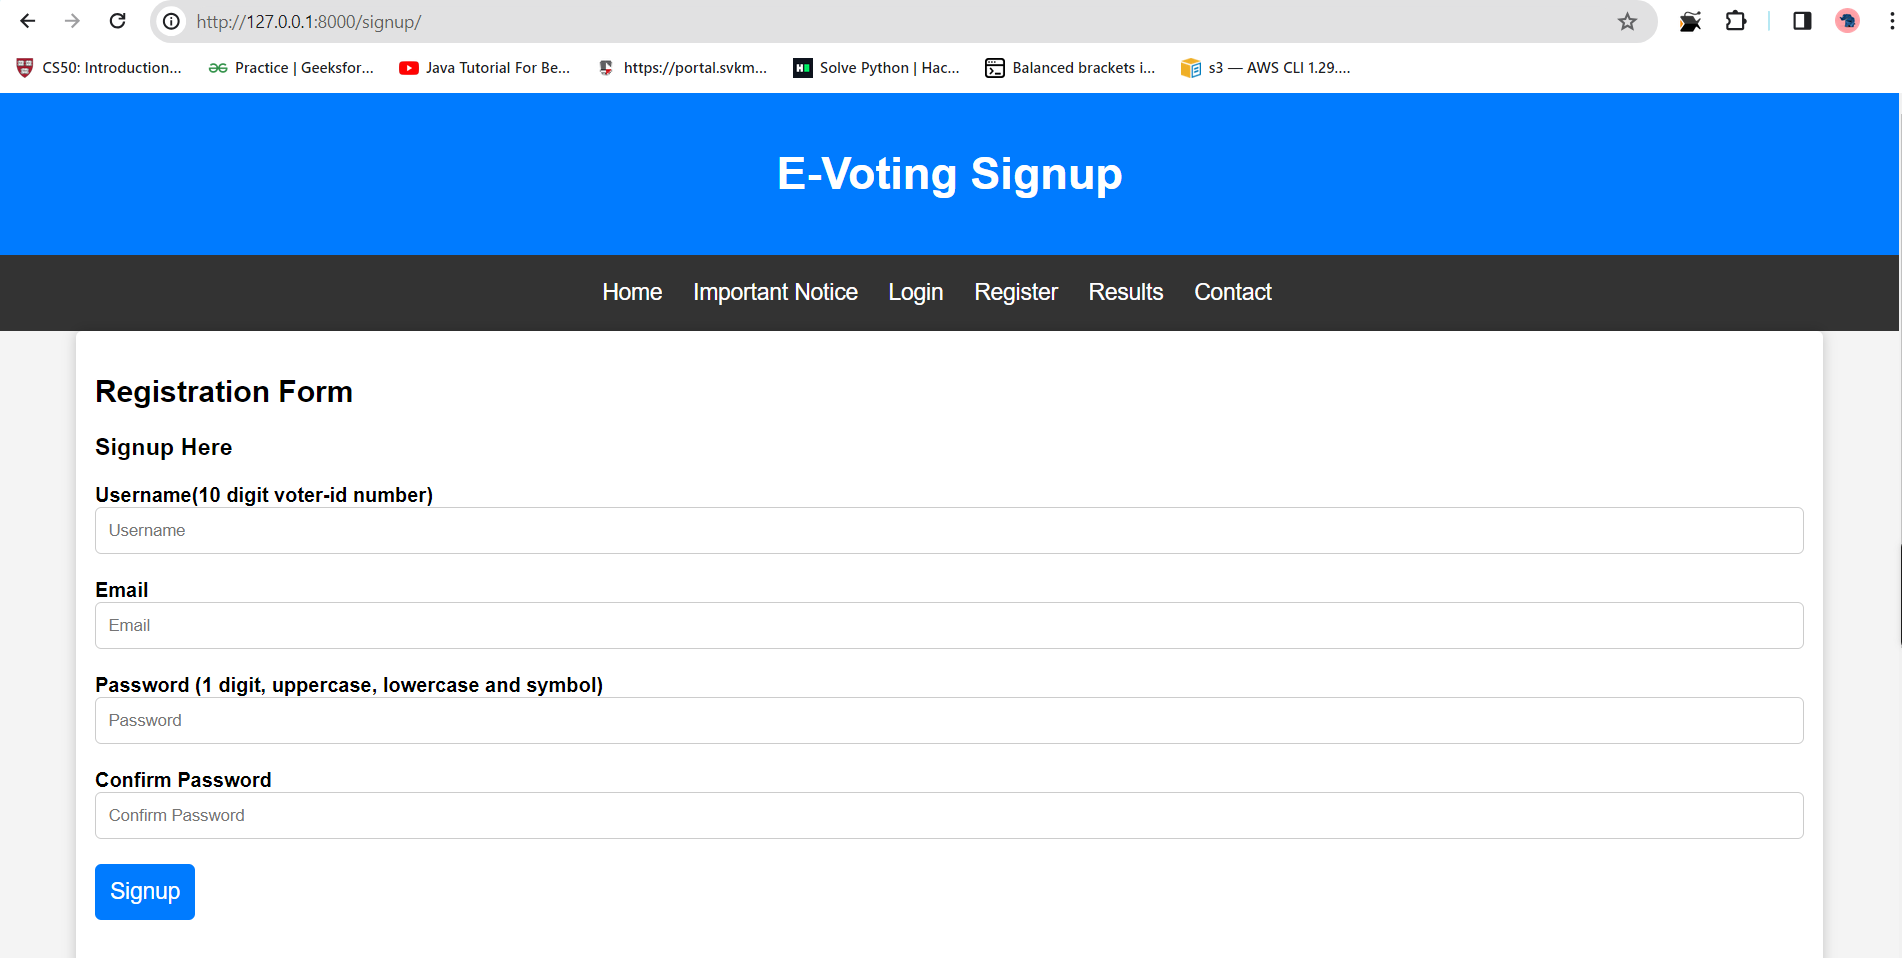 http://127.0.0.1:8000/signup/
CS50: Introduction... Practice | Geeksfor... Java Tutorial For Be... https://portal.svkm... Solve Python | Hac... Balanced brackets i... s3 — AWS CLI 1.29....
E-Voting Signup
Home Important Notice Login Register Results Contact
Registration Form
Signup Here
Username(10 digit voter-id number)
Username
Email
Email
Password (1 digit, uppercase, lowercase and symbol)
Password
Confirm Password
Confirm Password
Signup